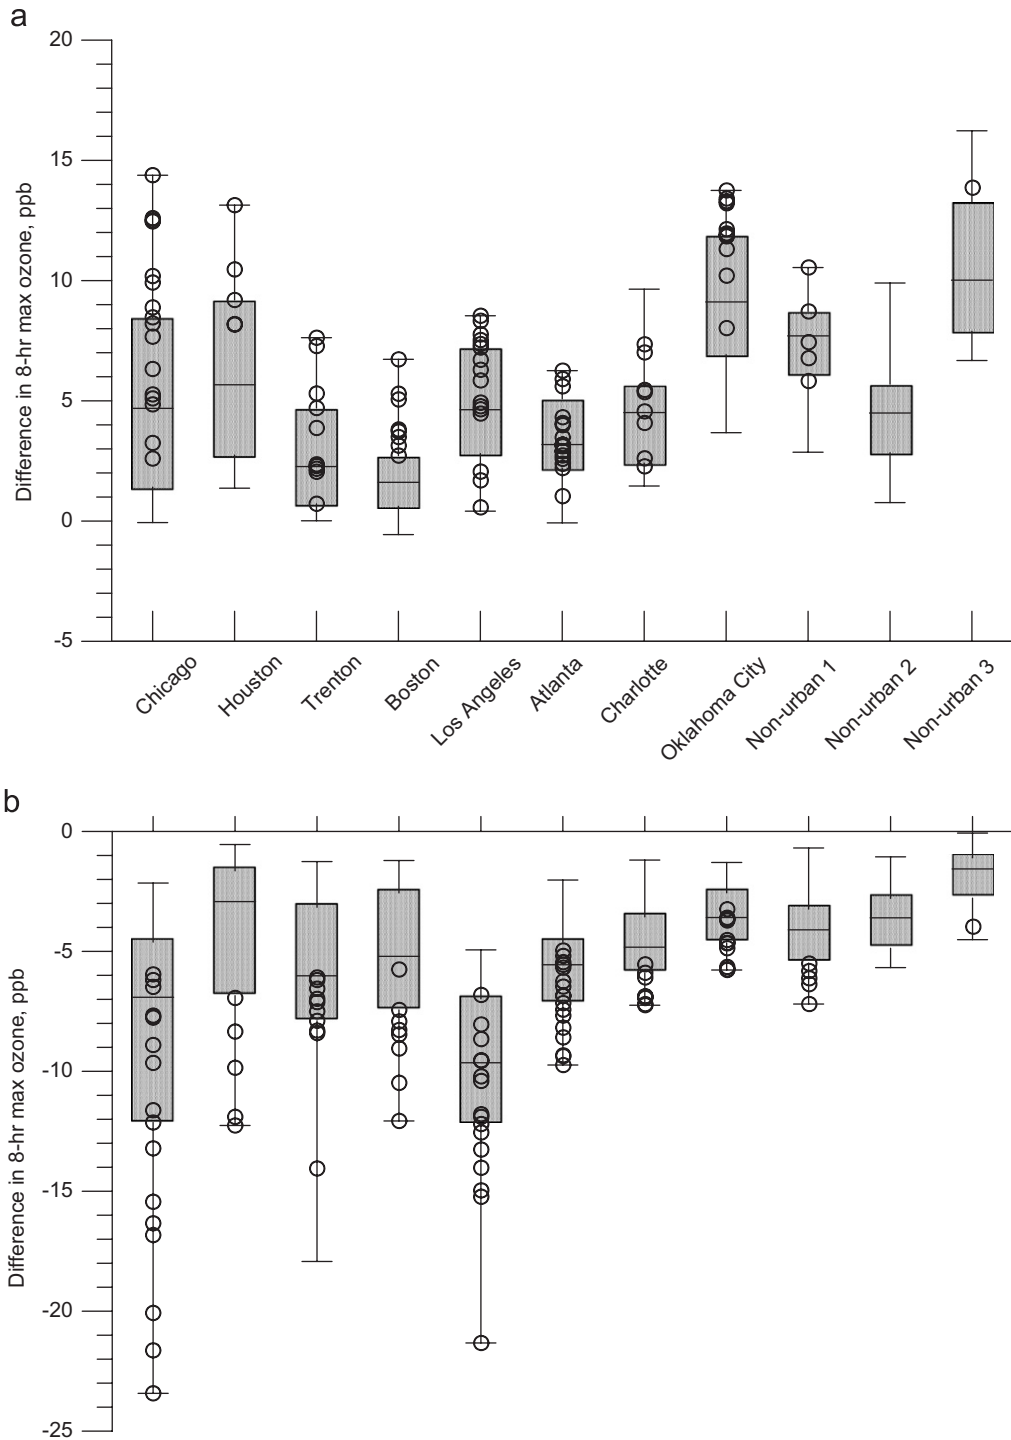 a
20
15
10
5
0
-5
Difference in 8-hr max ozone, ppb
Chicago
Houston
Trenton
Boston
Los Angeles
Atlanta
Charlotte
Oklahoma City
Non-urban 1
Non-urban 2
Non-urban 3
b
0
-5
-10
-15
-20
-25
Difference in 8-hr max ozone, ppb